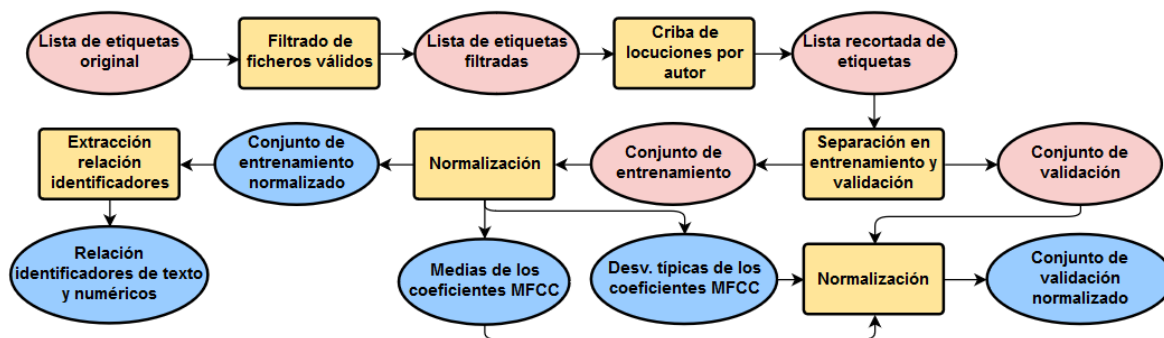 Lista de etiquetas
original
Filtrado de
ficheros válidos
Lista de etiquetas
filtradas
Criba de
locuciones por
autor
Lista recortada de
etiquetas
Extracción
relación
identificadores
Conjunto de
entrenamiento
normalizado
Normalización
Conjunto de
entrenamiento
Separación en
entrenamiento y
validación
Conjunto de
validación
Relación
identificadores de texto
y numéricos
Medias de los
coeficientes MFCC
Desv. típicas de los
coeficientes MFCC
Normalización
Conjunto de
validación
normalizado